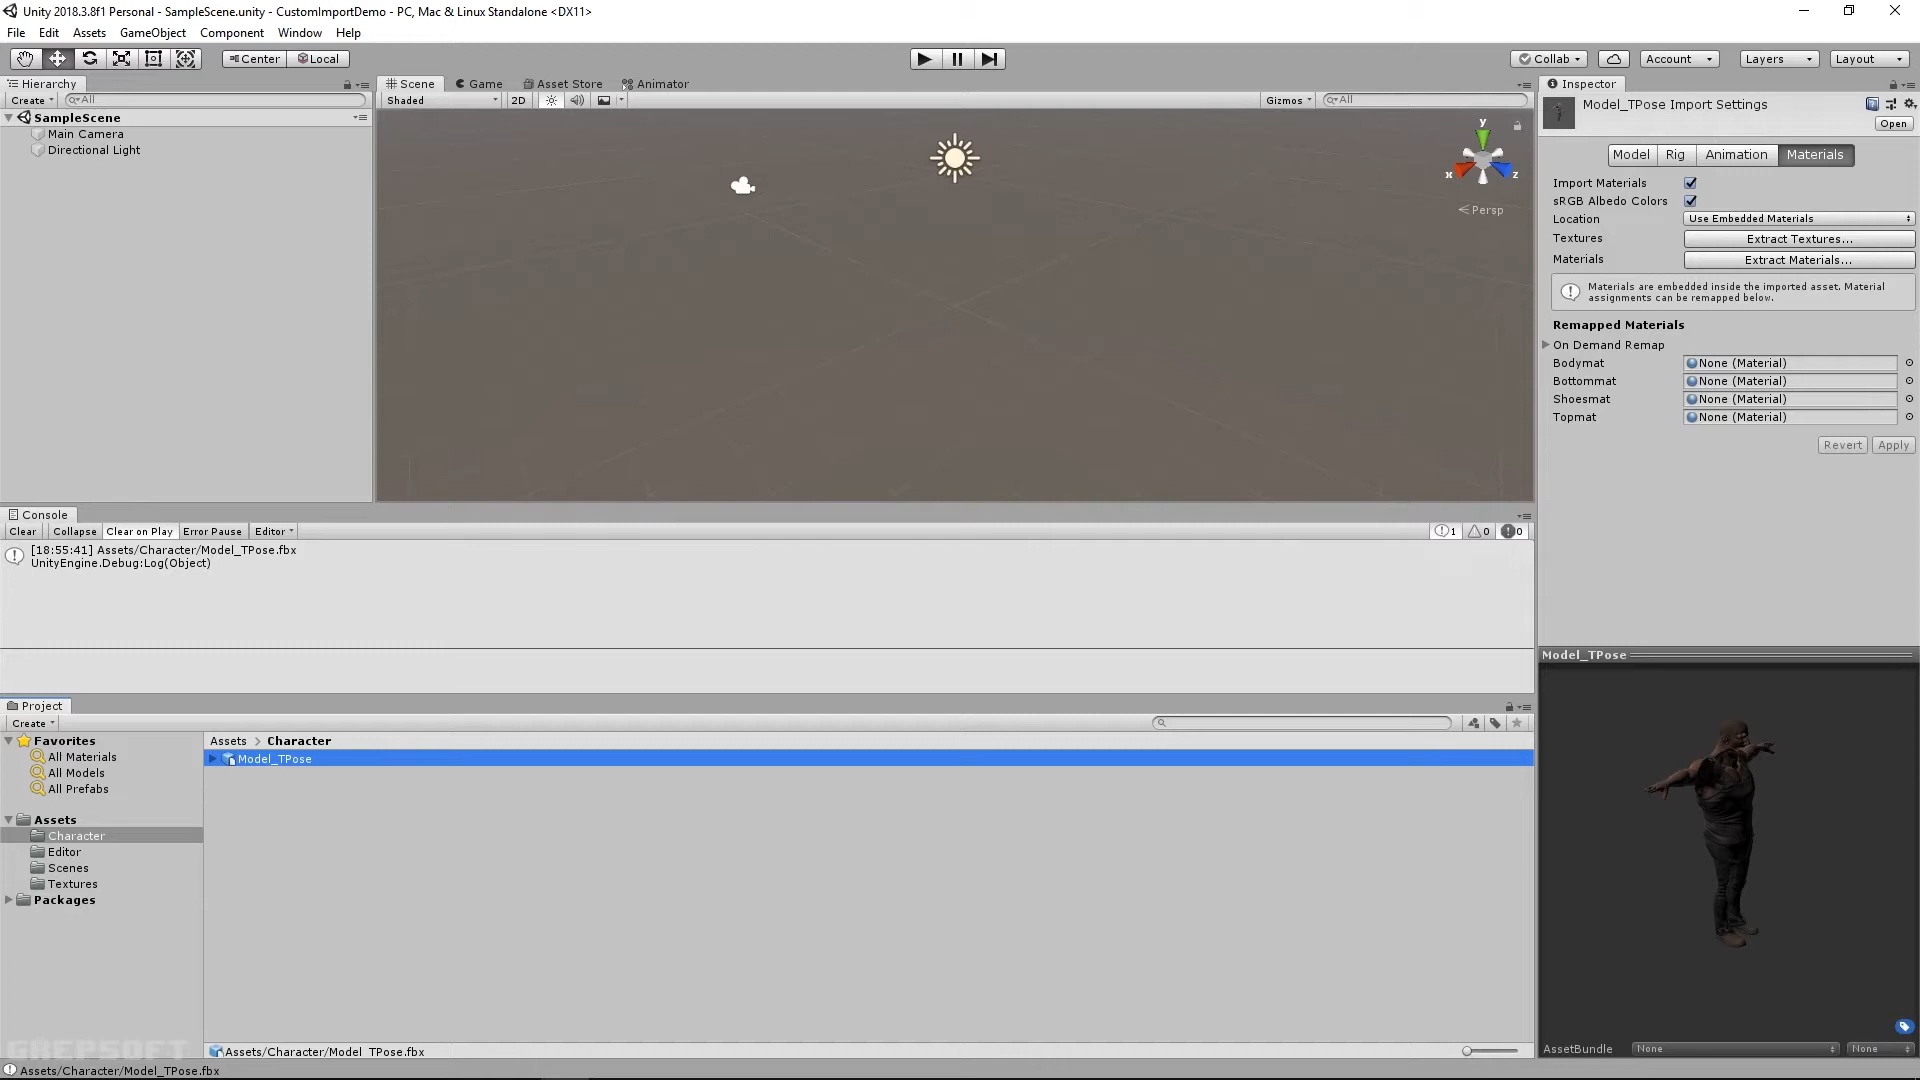 Unity 2018.3.8f1 Personal - SampleScene.unity - CustomImportDemo - PC, Mac & Linux Standalone <DX11>
File Edit Assets GameObject Component Window Help
Center Local Collab Account Layers Layout
Hierarchy
Create All
SampleScene
Main Camera
Directional Light
Scene Game Asset Store Animator
Shaded 2D Gizmos All
y
x z
Persp
Inspector
Model_TPose Import Settings
Open
Model Rig Animation Materials
Import Materials
sRGB Albedo Colors
Location Use Embedded Materials
Textures Extract Textures...
Materials Extract Materials...
Materials are embedded inside the imported asset. Material
assignments can be remapped below.
Remapped Materials
On Demand Remap
Bodymat None (Material)
Bottommat None (Material)
Shoesmat None (Material)
Topmat None (Material)
Revert Apply
Console
Clear Collapse Clear on Play Error Pause Editor 1 0 0
[18:55:41] Assets/Character/Model_TPose.fbx
UnityEngine.Debug:Log(Object)
Project
Create
Favorites
All Materials
All Models
All Prefabs
Assets
Character
Editor
Scenes
Textures
Packages
Assets > Character
Model_TPose
Assets/Character/Model_TPose.fbx
Model_TPose
AssetBundle None None
GREPSOFT
Assets/Character/Model_TPose.fbx